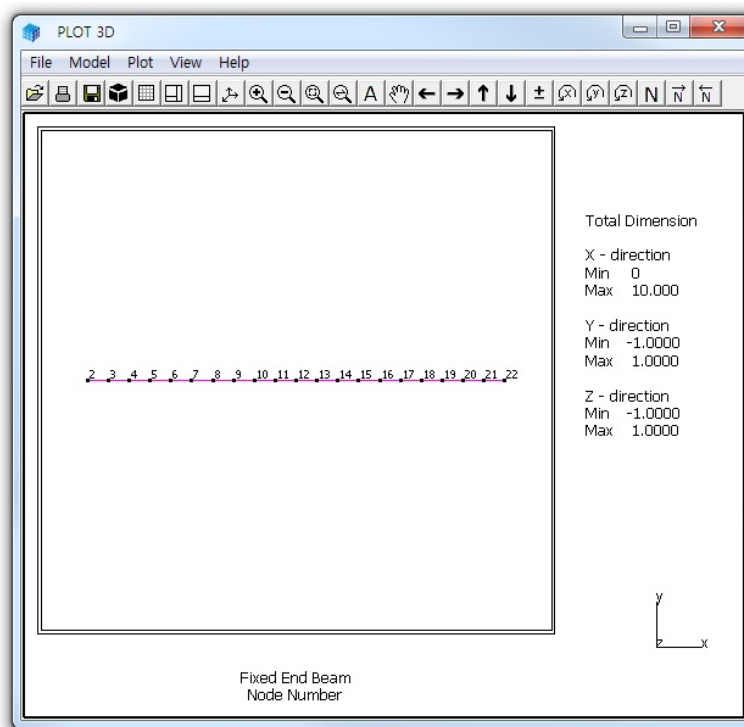 PLOT 3D
File Model Plot View Help
A ± x y z N N N
2 3 4 5 6 7 8 9 10 11 12 13 14 15 16 17 18 19 20 21 22
Total Dimension
X - direction
Min 0
Max 10.000
Y - direction
Min -1.0000
Max 1.0000
Z - direction
Min -1.0000
Max 1.0000
y
z x
Fixed End Beam
Node Number